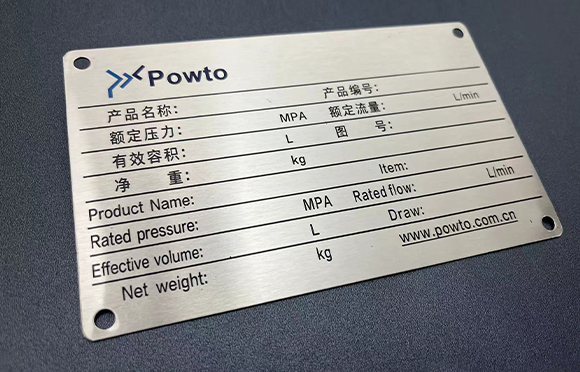 Powto
产品名称: 产品编号:
额定压力: MPA 额定流量: L/min
有效容积: L 图 号:
净 重: kg
Product Name: Item:
Rated pressure: MPA Rated flow: L/min
Effective volume: L Draw:
Net weight: kg www.powto.com.cn